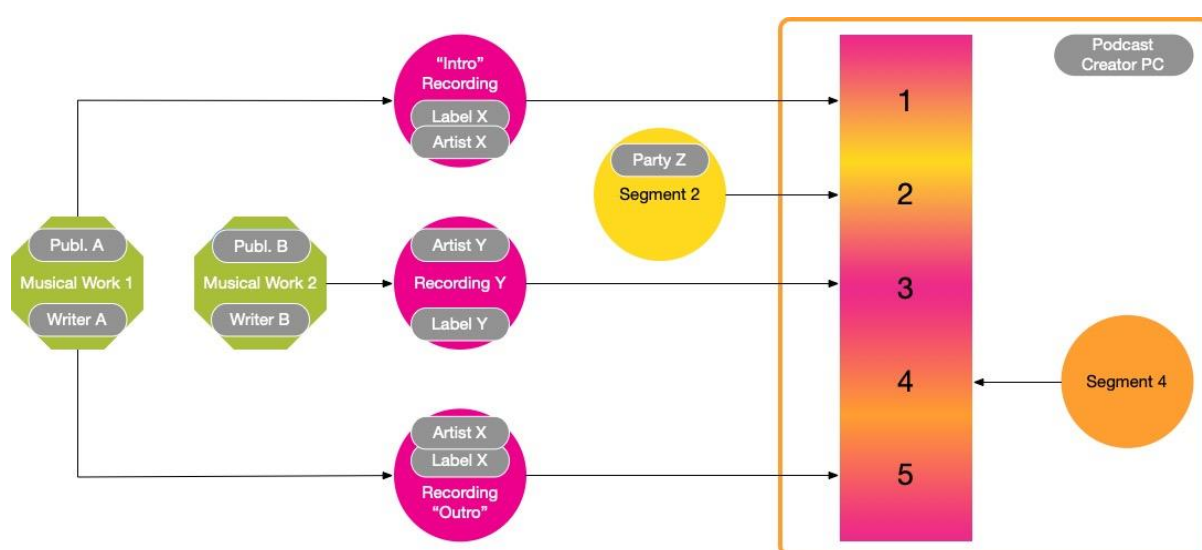 “Intro”
Recording
Label X
Artist X
Podcast
Creator PC
1
Party Z
Segment 2
2
Publ. A
Musical Work 1
Writer A
Publ. B
Musical Work 2
Writer B
Artist Y
Recording Y
Label Y
3
4
Segment 4
Artist X
Label X
Recording
“Outro”
5